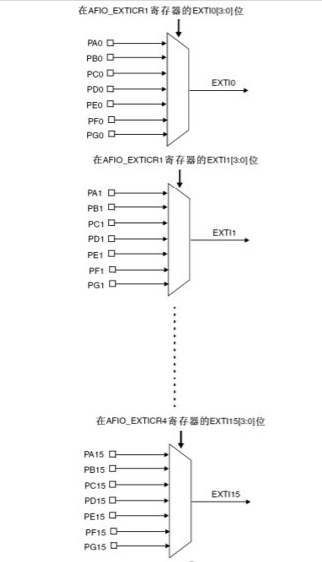 在AFIO_EXTICR1寄存器的EXTI0[3:0]位
PA0
PB0
PC0
PD0
PE0
PF0
PG0
EXTI0
在AFIO_EXTICR1寄存器的EXTI1[3:0]位
PA1
PB1
PC1
PD1
PE1
PF1
PG1
EXTI1
在AFIO_EXTICR4寄存器的EXTI15[3:0]位
PA15
PB15
PC15
PD15
PE15
PF15
PG15
EXTI15